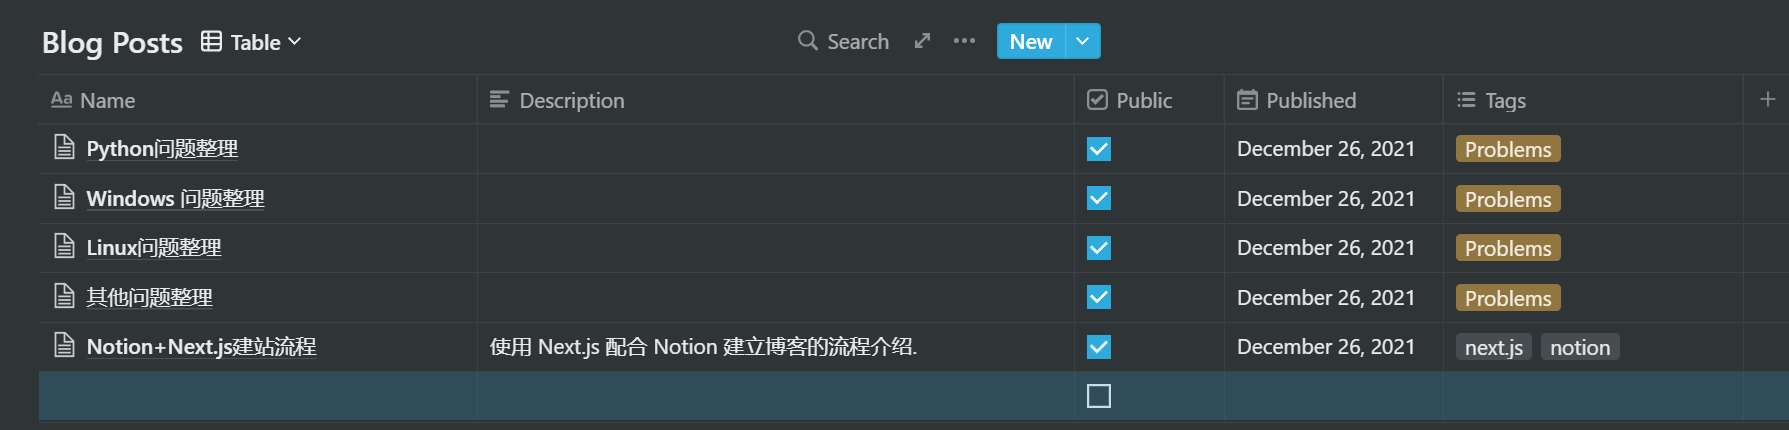 Blog Posts Table Search New
Aa Name Description Public Published Tags
Python问题整理 December 26, 2021 Problems
Windows 问题整理 December 26, 2021 Problems
Linux问题整理 December 26, 2021 Problems
其他问题整理 December 26, 2021 Problems
Notion+Next.js建站流程 使用 Next.js 配合 Notion 建立博客的流程介绍. December 26, 2021 next.js notion